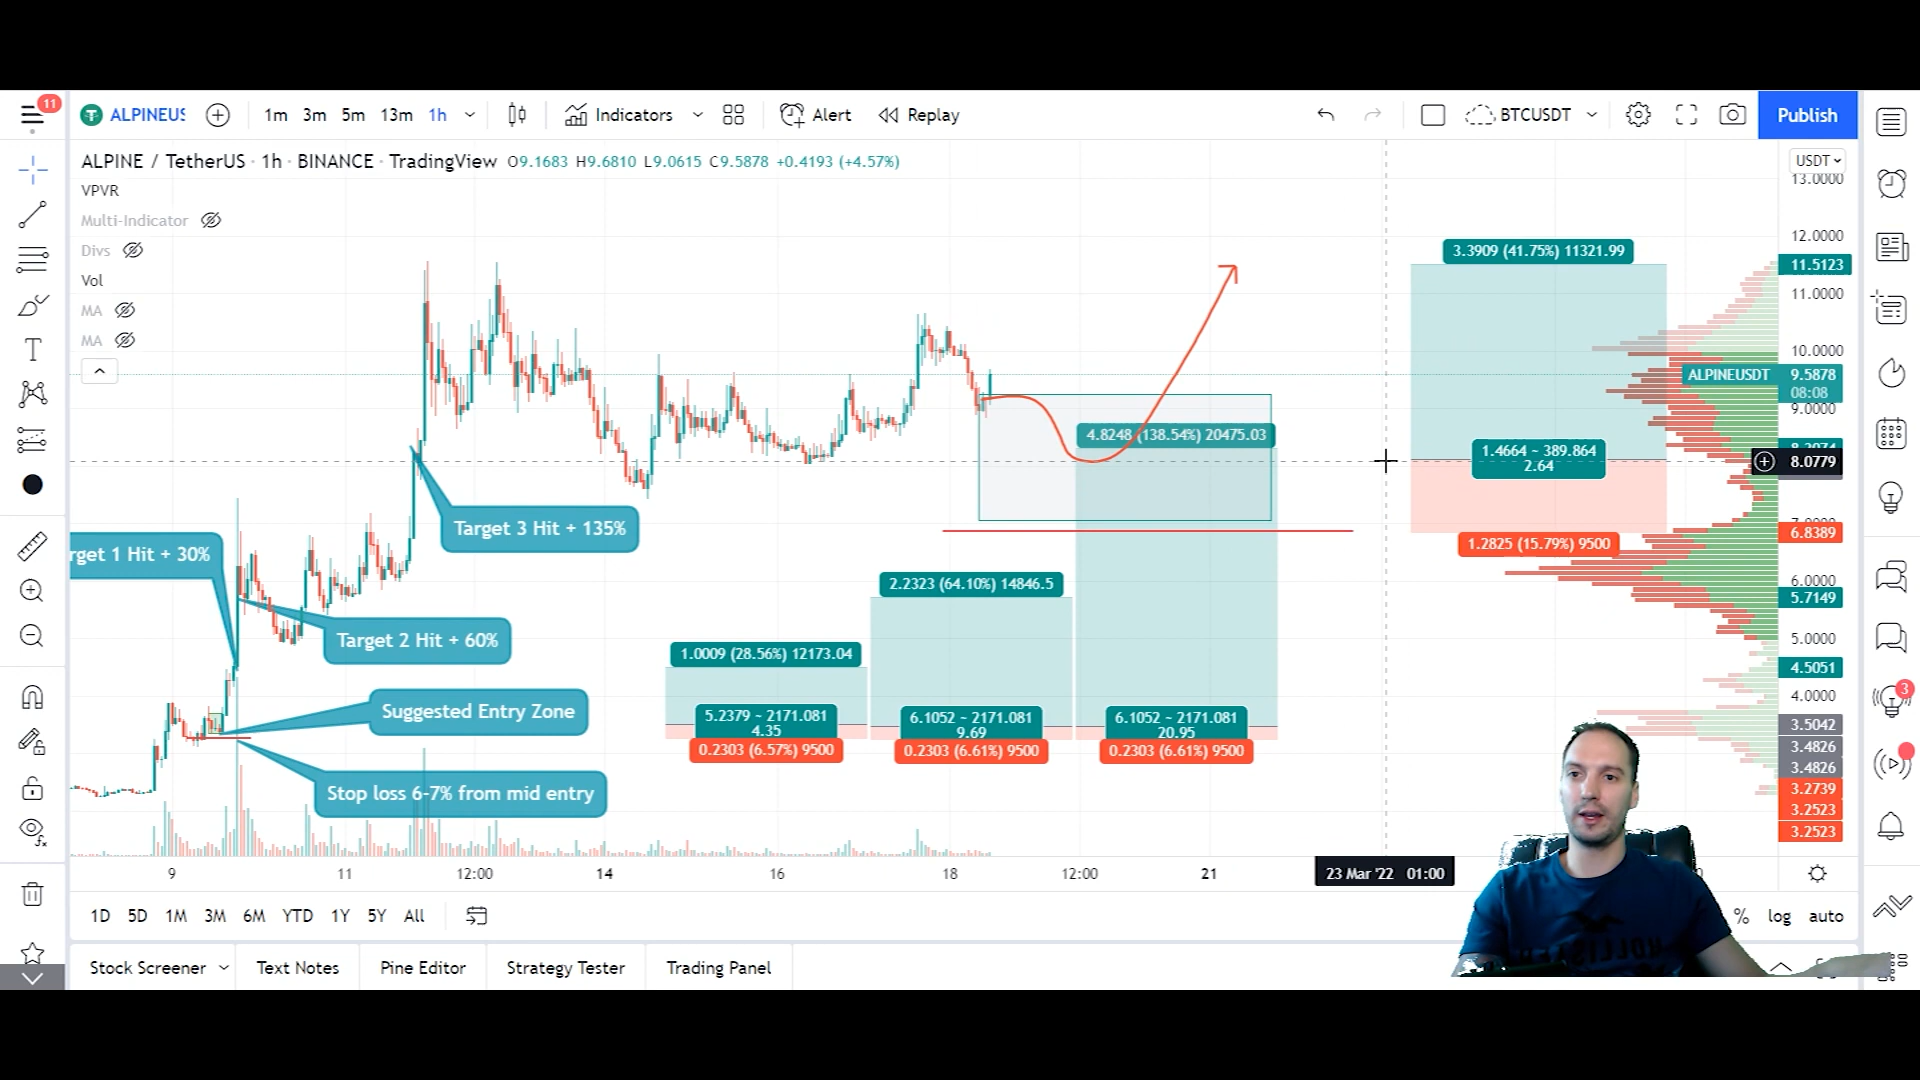 11
ALPINEUS
1m 3m 5m 13m 1h
Indicators
Alert
Replay
BTCUSDT
Publish
ALPINE / TetherUS · 1h · BINANCE · TradingView O9.1683 H9.6810 L9.0615 C9.5878 +0.4193 (+4.57%)
USDT
13.0000
VPVR
Multi-Indicator
Divs
Vol
MA
MA
12.0000
3.3909 (41.75%) 11321.99
11.5123
11.0000
10.0000
ALPINEUSDT 9.5878
08:08
9.0000
4.8248 (138.54%) 20475.03
1.4664 ~ 389.864
2.64
8.0779
6.8389
1.2825 (15.79%) 9500
Target 3 Hit + 135%
rget 1 Hit + 30%
2.2323 (64.10%) 14846.5
6.0000
5.7149
Target 2 Hit + 60%
5.0000
1.0009 (28.56%) 12173.04
4.5051
4.0000
Suggested Entry Zone
5.2379 ~ 2171.081
4.35
0.2303 (6.57%) 9500
6.1052 ~ 2171.081
9.69
0.2303 (6.61%) 9500
6.1052 ~ 2171.081
20.95
0.2303 (6.61%) 9500
3
3.5042
3.4826
3.4826
3.2739
3.2523
3.2523
Stop loss 6-7% from mid entry
9 11 12:00 14 16 18 12:00 21 23 Mar '22 01:00
1D 5D 1M 3M 6M YTD 1Y 5Y All
% log auto
Stock Screener
Text Notes
Pine Editor
Strategy Tester
Trading Panel